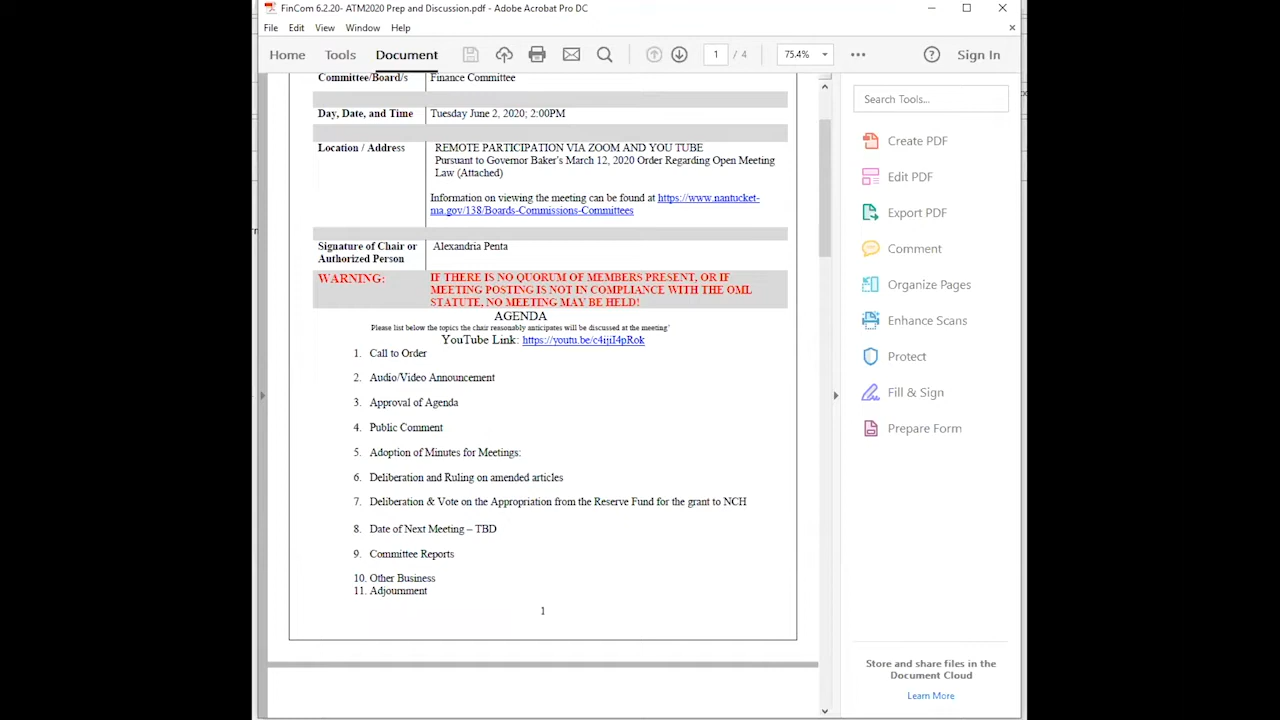 FinCom 6.2.20- ATM2020 Prep and Discussion.pdf - Adobe Acrobat Pro DC
File Edit View Window Help
Home Tools Document 1 / 4 75.4% Sign In
Committee/Board/s Finance Committee
Day, Date, and Time Tuesday June 2, 2020; 2:00PM
Location / Address REMOTE PARTICIPATION VIA ZOOM AND YOU TUBE
Pursuant to Governor Baker's March 12, 2020 Order Regarding Open Meeting
Law (Attached)
Information on viewing the meeting can be found at https://www.nantucket-
ma.gov/138/Boards-Commissions-Committees
Signature of Chair or Alexandria Penta
Authorized Person
WARNING: IF THERE IS NO QUORUM OF MEMBERS PRESENT, OR IF
MEETING POSTING IS NOT IN COMPLIANCE WITH THE OML
STATUTE, NO MEETING MAY BE HELD!
AGENDA
Please list below the topics the chair reasonably anticipates will be discussed at the meeting'
YouTube Link:
1. Call to Order
2. Audio/Video Announcement
3. Approval of Agenda
4. Public Comment
5. Adoption of Minutes for Meetings:
6. Deliberation and Ruling on amended articles
7. Deliberation & Vote on the Appropriation from the Reserve Fund for the grant to NCH
8. Date of Next Meeting – TBD
9. Committee Reports
10. Other Business
11. Adjournment
1
Search Tools...
Create PDF
Edit PDF
Export PDF
Comment
Organize Pages
Enhance Scans
Protect
Fill & Sign
Prepare Form
Store and share files in the
Document Cloud
Learn More